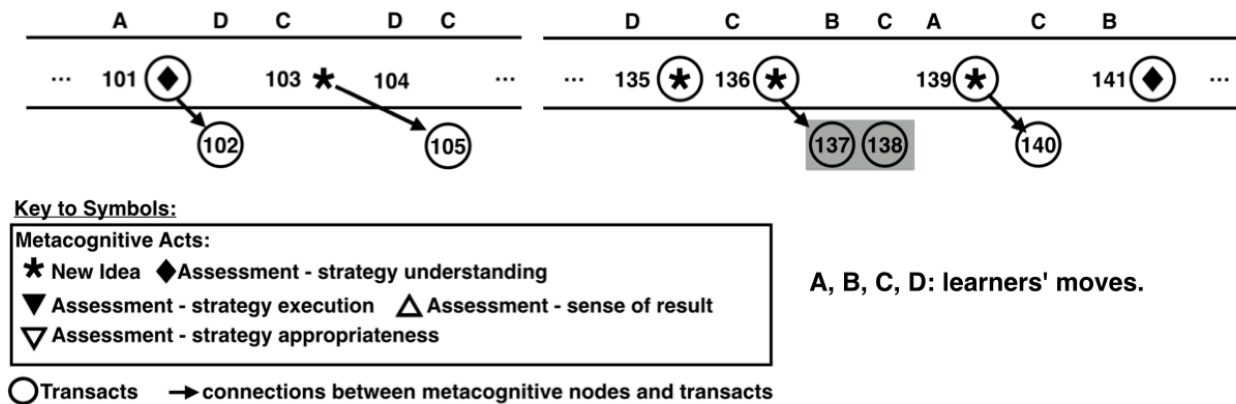 A D C D C D C B C A C B
... 101 103 104 ... ... 135 136 139 141 ...
102 105 137 138 140
Key to Symbols:
Metacognitive Acts:
New Idea Assessment - strategy understanding
Assessment - strategy execution Assessment - sense of result
Assessment - strategy appropriateness
A, B, C, D: learners' moves.
Transacts connections between metacognitive nodes and transacts